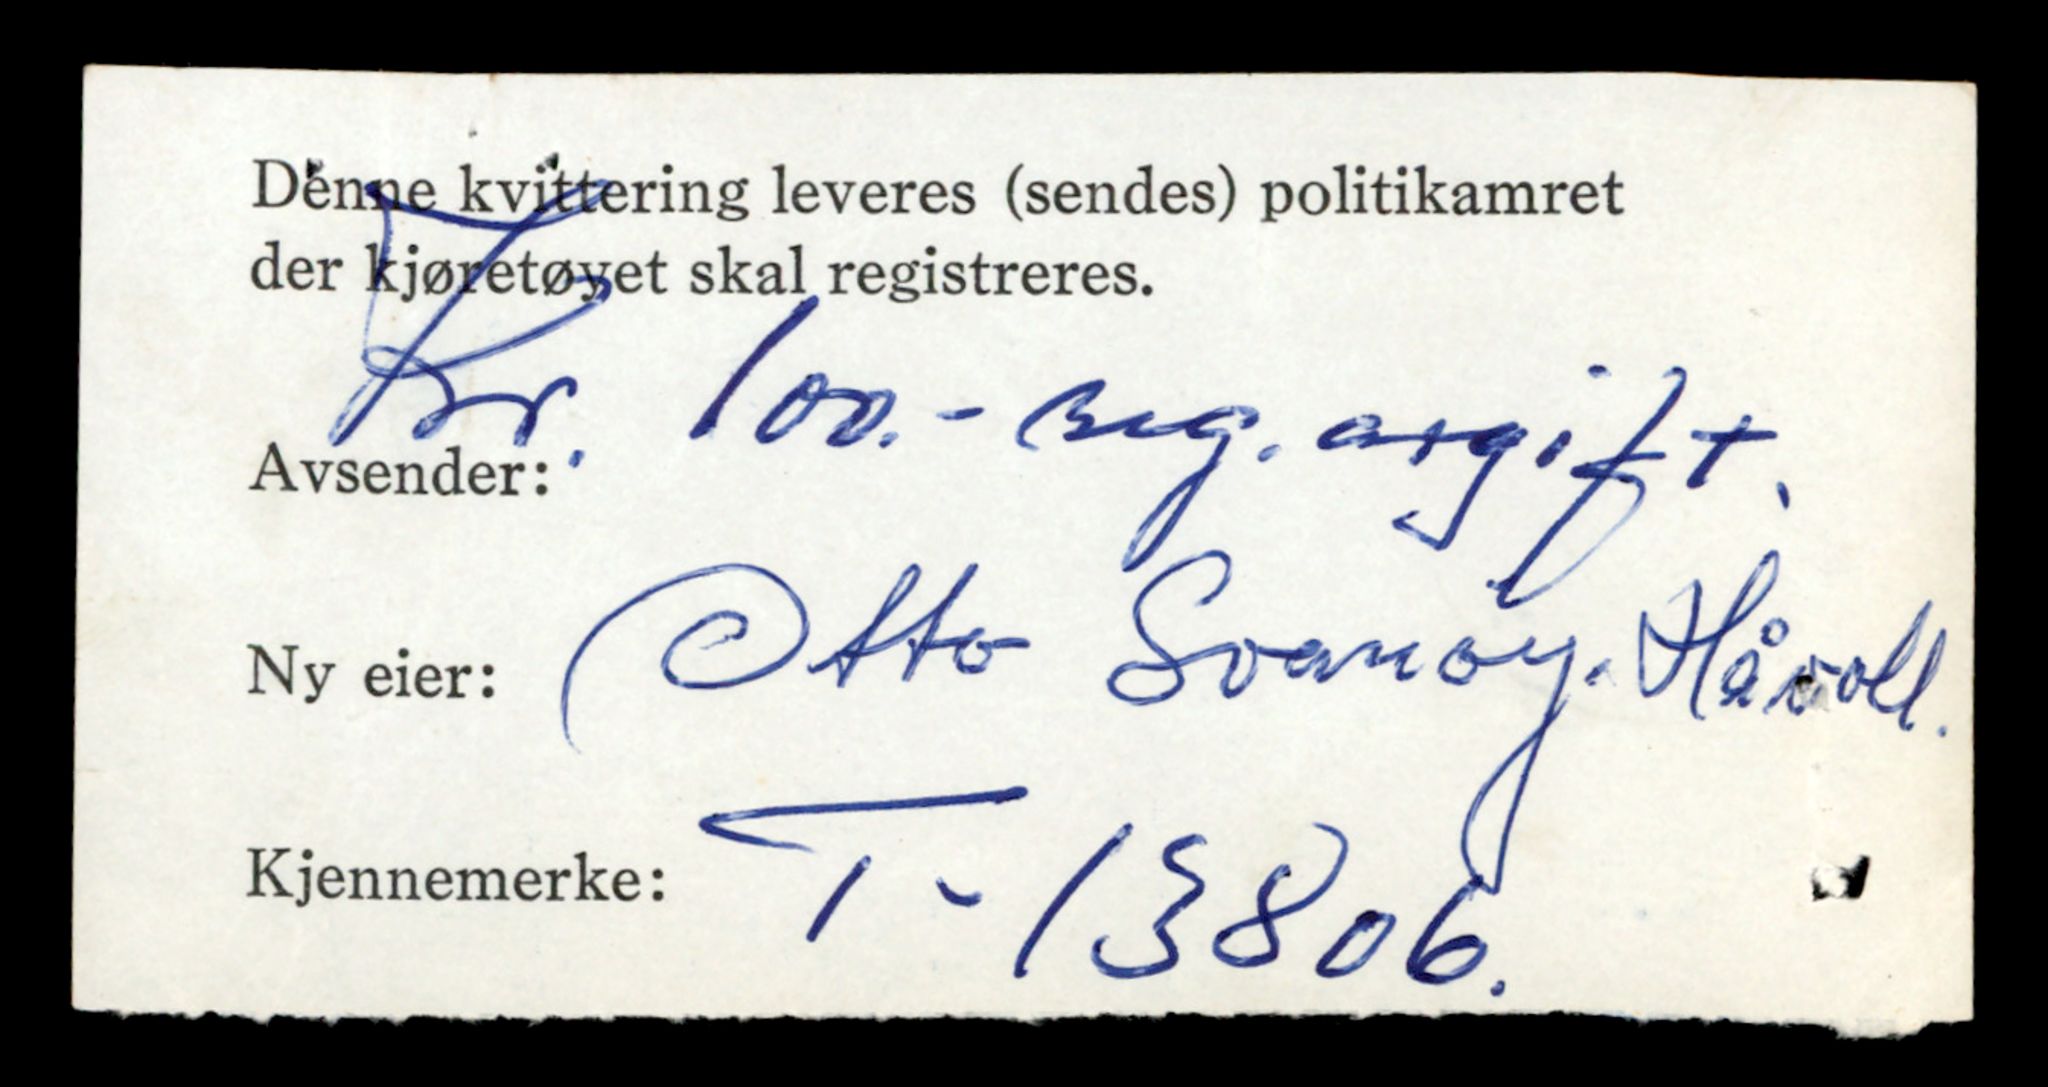 Denne kvittering leveres (sendes) politikamret
der kjøretøyet skal registreres.
Kr. 100.- reg. avgift.
Avsender:
Ny eier: Otto Svanøy. Håvoll.
Kjennemerke: T-13806.